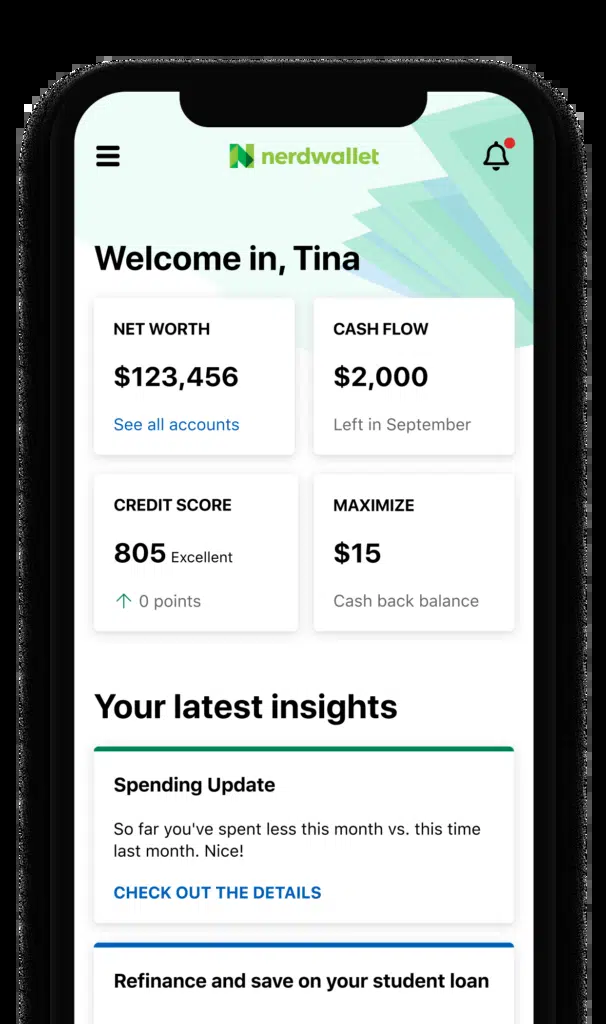 nerdwallet
Welcome in, Tina
NET WORTH
$123,456
See all accounts
CASH FLOW
$2,000
Left in September
CREDIT SCORE
805 Excellent
↑ 0 points
MAXIMIZE
$15
Cash back balance
Your latest insights
Spending Update
So far you've spent less this month vs. this time
last month. Nice!
CHECK OUT THE DETAILS
Refinance and save on your student loan